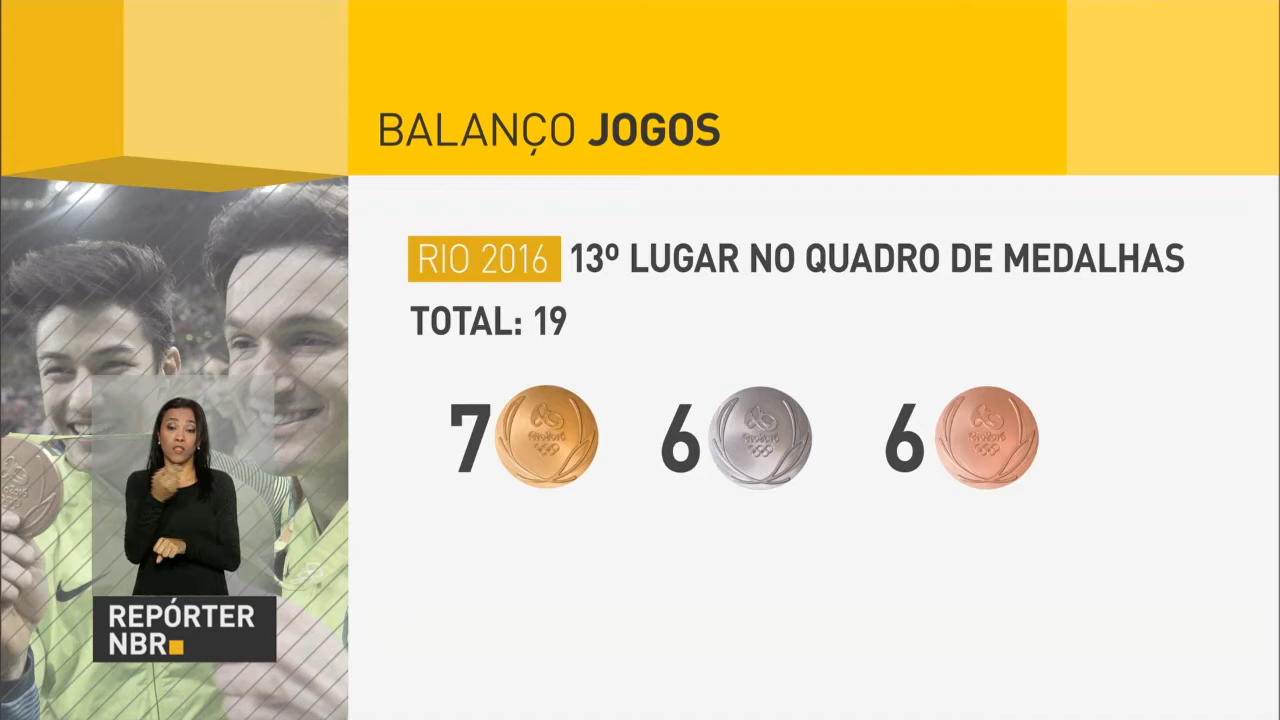 BALANÇO JOGOS
RIO 2016 13º LUGAR NO QUADRO DE MEDALHAS
TOTAL: 19
7 6 6
REPÓRTER
NBR